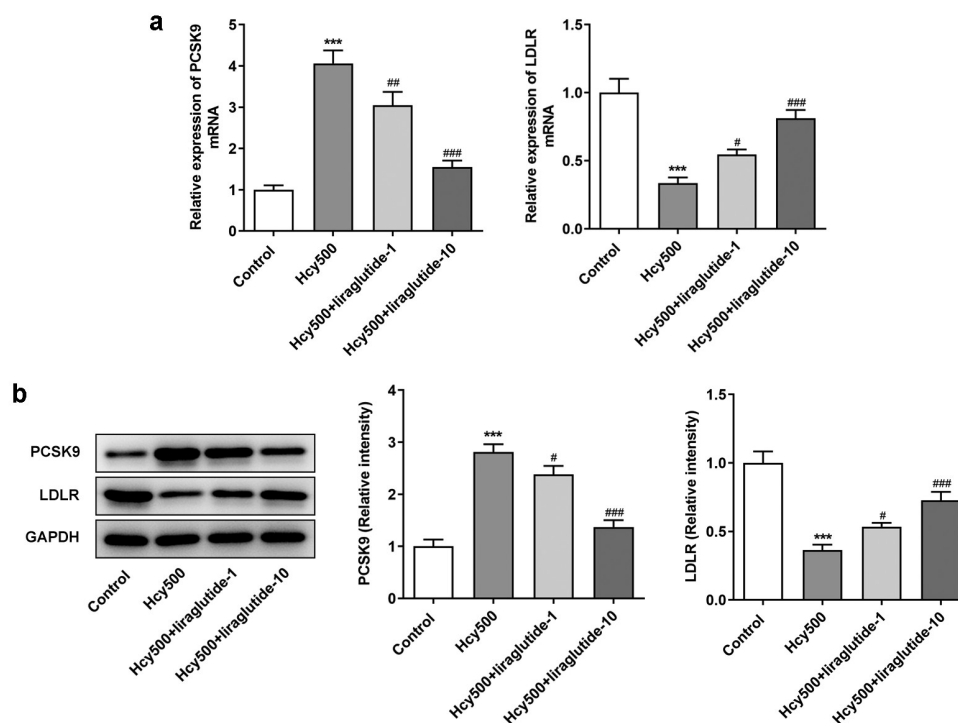 a
Relative expression of PCSK9
mRNA
5
4
3
2
1
0
***
##
###
Control
Hcy500
Hcy500+liraglutide-1
Hcy500+liraglutide-10
Relative expression of LDLR
mRNA
1.5
1.0
0.5
0.0
***
#
###
Control
Hcy500
Hcy500+liraglutide-1
Hcy500+liraglutide-10
b
PCSK9
LDLR
GAPDH
Control
Hcy500
Hcy500+liraglutide-1
Hcy500+liraglutide-10
PCSK9 (Relative intensity)
4
3
2
1
0
***
#
###
Control
Hcy500
Hcy500+liraglutide-1
Hcy500+liraglutide-10
LDLR (Relative intensity)
1.5
1.0
0.5
0.0
***
#
###
Control
Hcy500
Hcy500+liraglutide-1
Hcy500+liraglutide-10